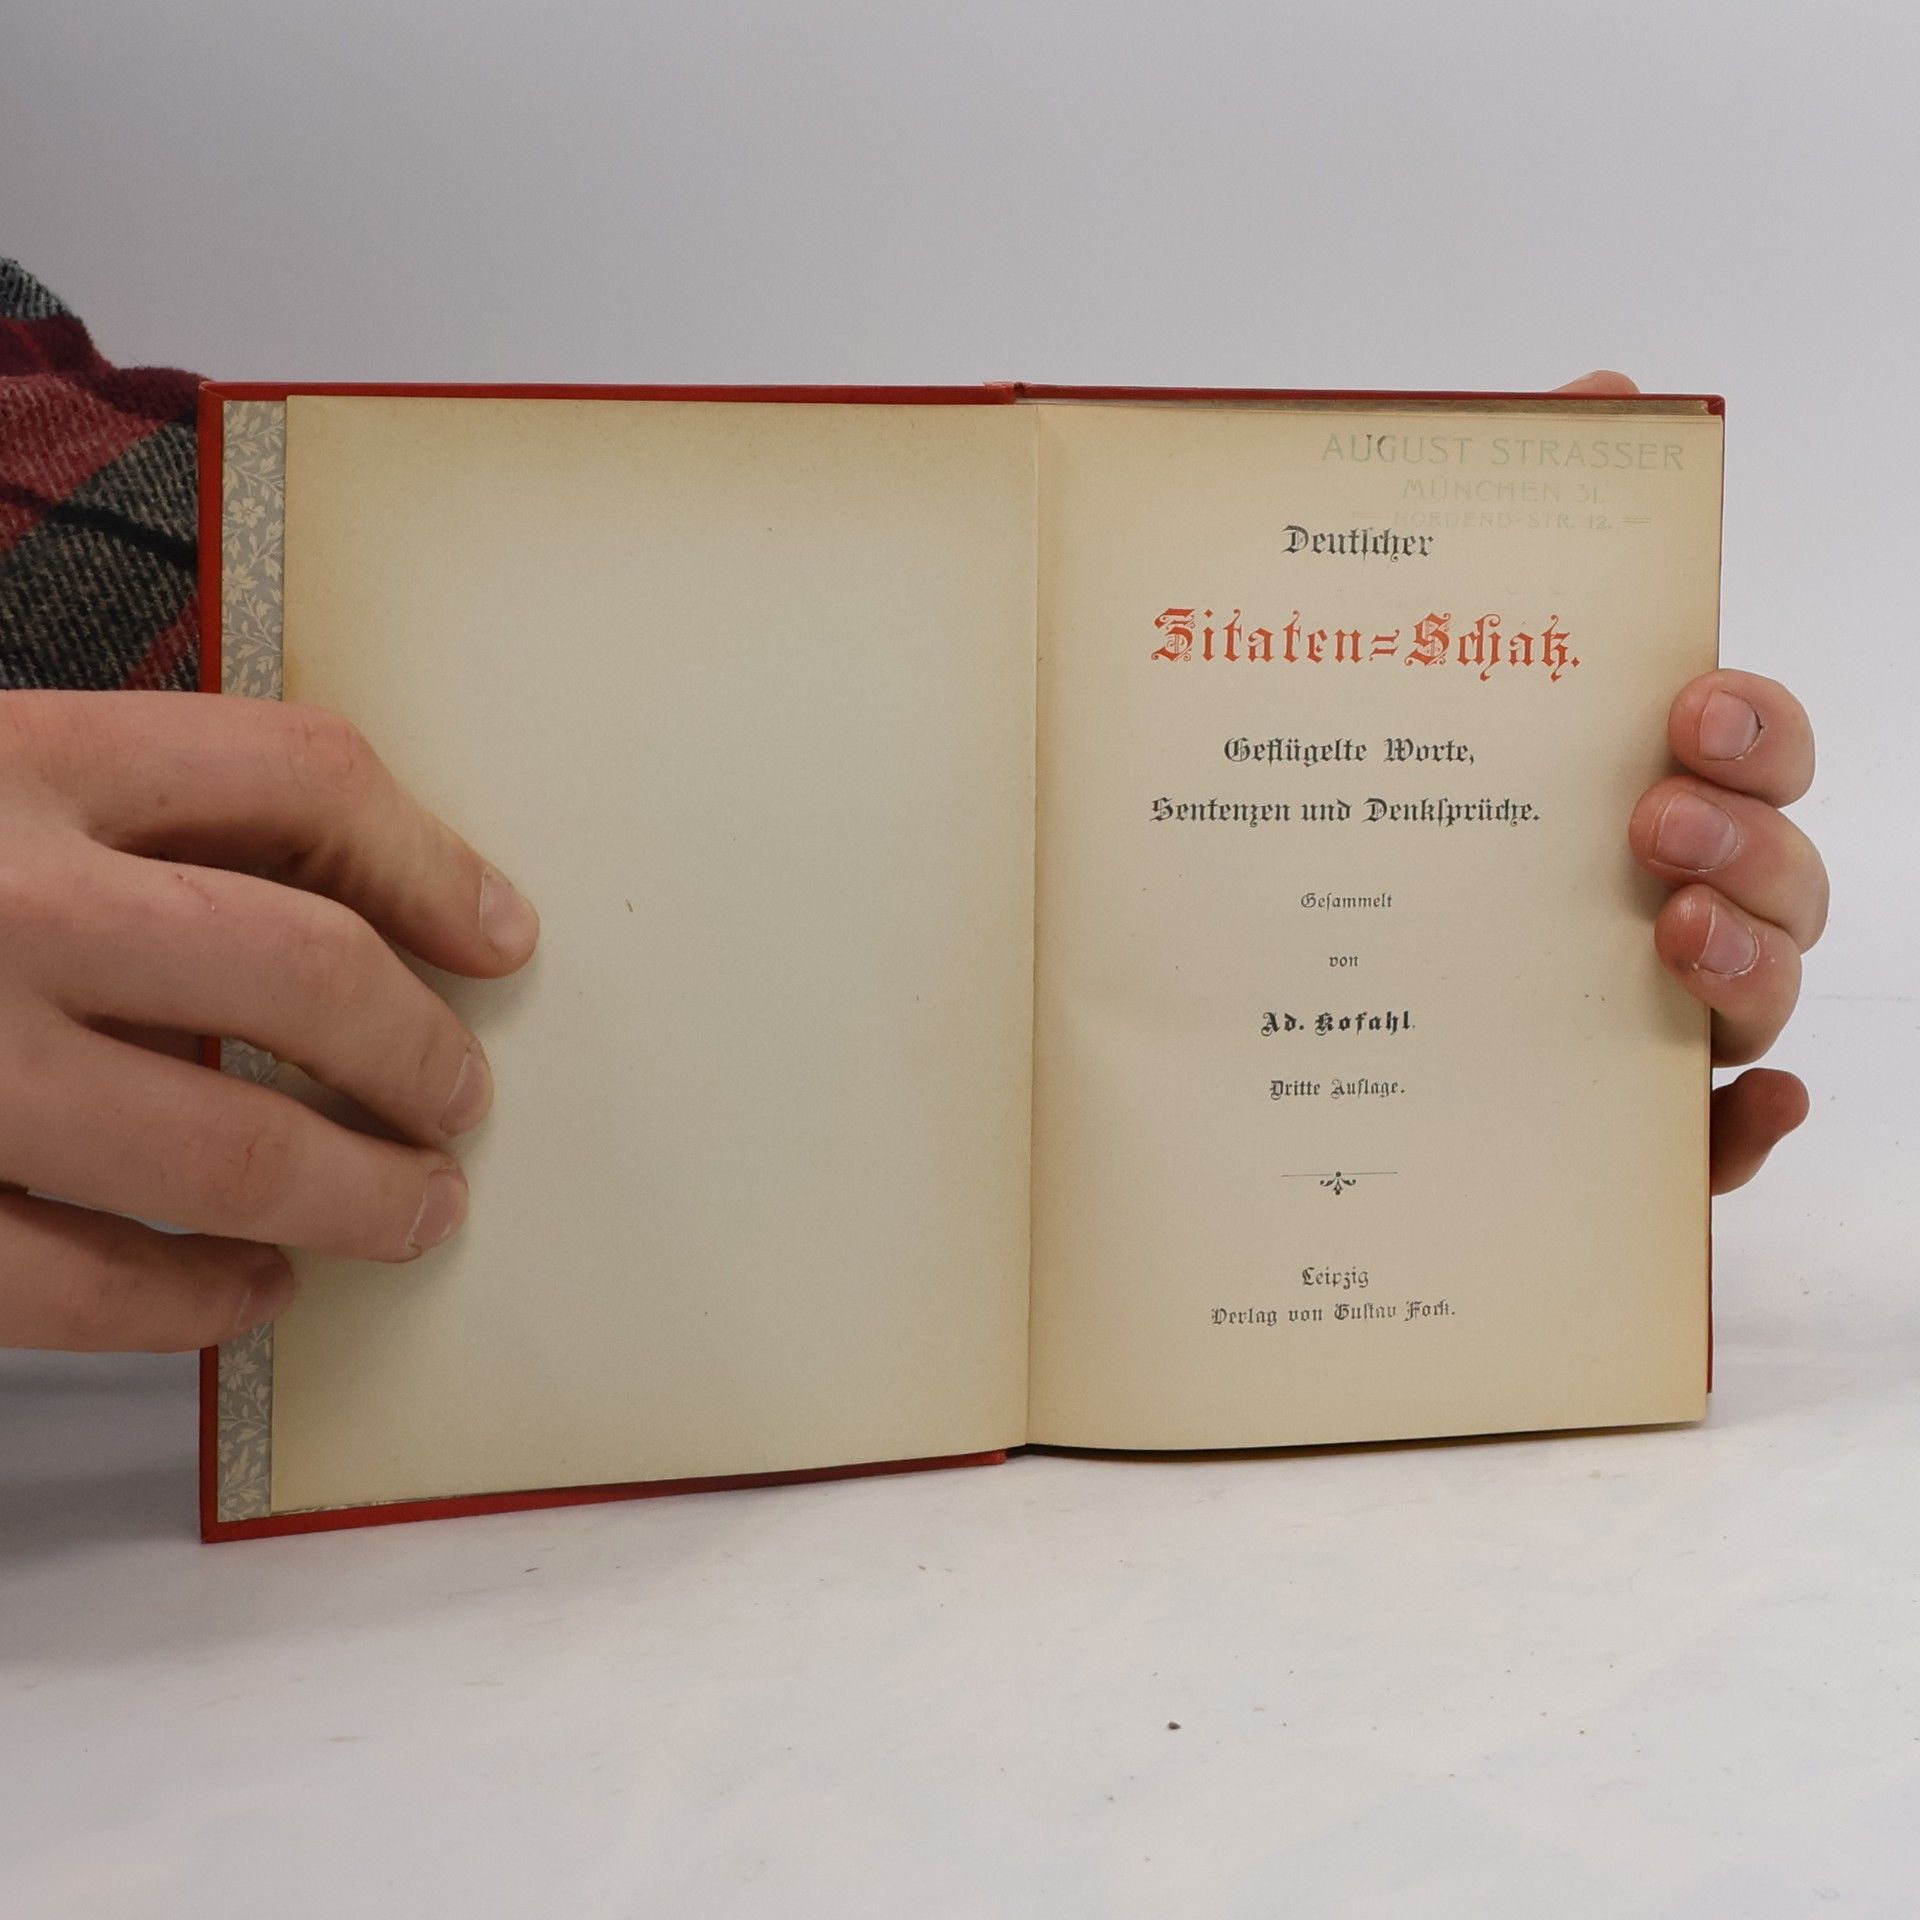 AUGUST STRASSER
MÜNCHEN 31.
NORDEND-STR. 12.
Deutſcher
Zitaten=Schatz.
Geflügelte Worte,
Sentenzen und Denkſprüche.
Geſammelt
von
Ad. Kofahl.
Dritte Auflage.
Leipzig
Verlag von Guſtav Fock.